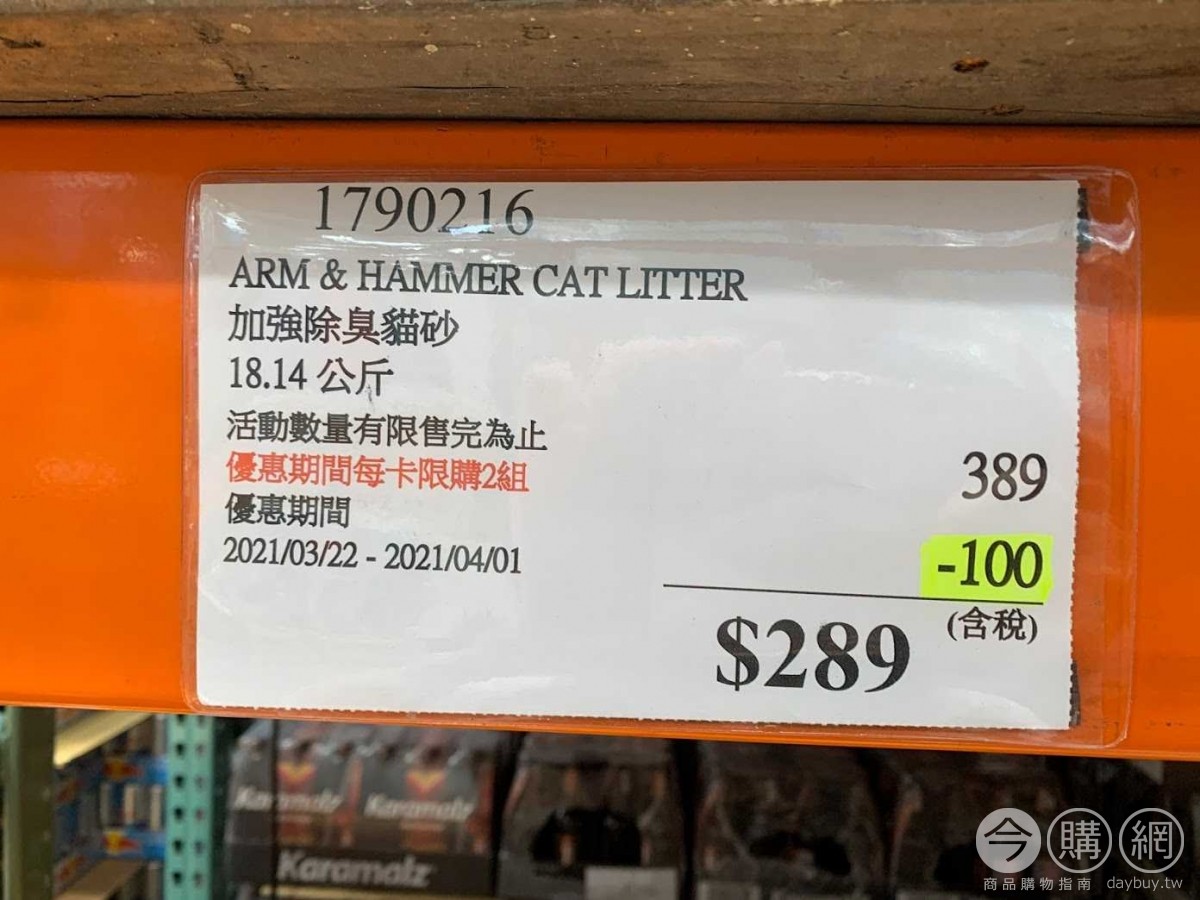 1790216
ARM & HAMMER CAT LITTER
加強除臭貓砂
18.14 公斤
活動數量有限售完為止
優惠期間每卡限購2組
優惠期間
2021/03/22 - 2021/04/01
389
-100
(含稅)
$289
Karamalz Karamalz
Karamalz
今購網
商品購物指南 daybuy.tw